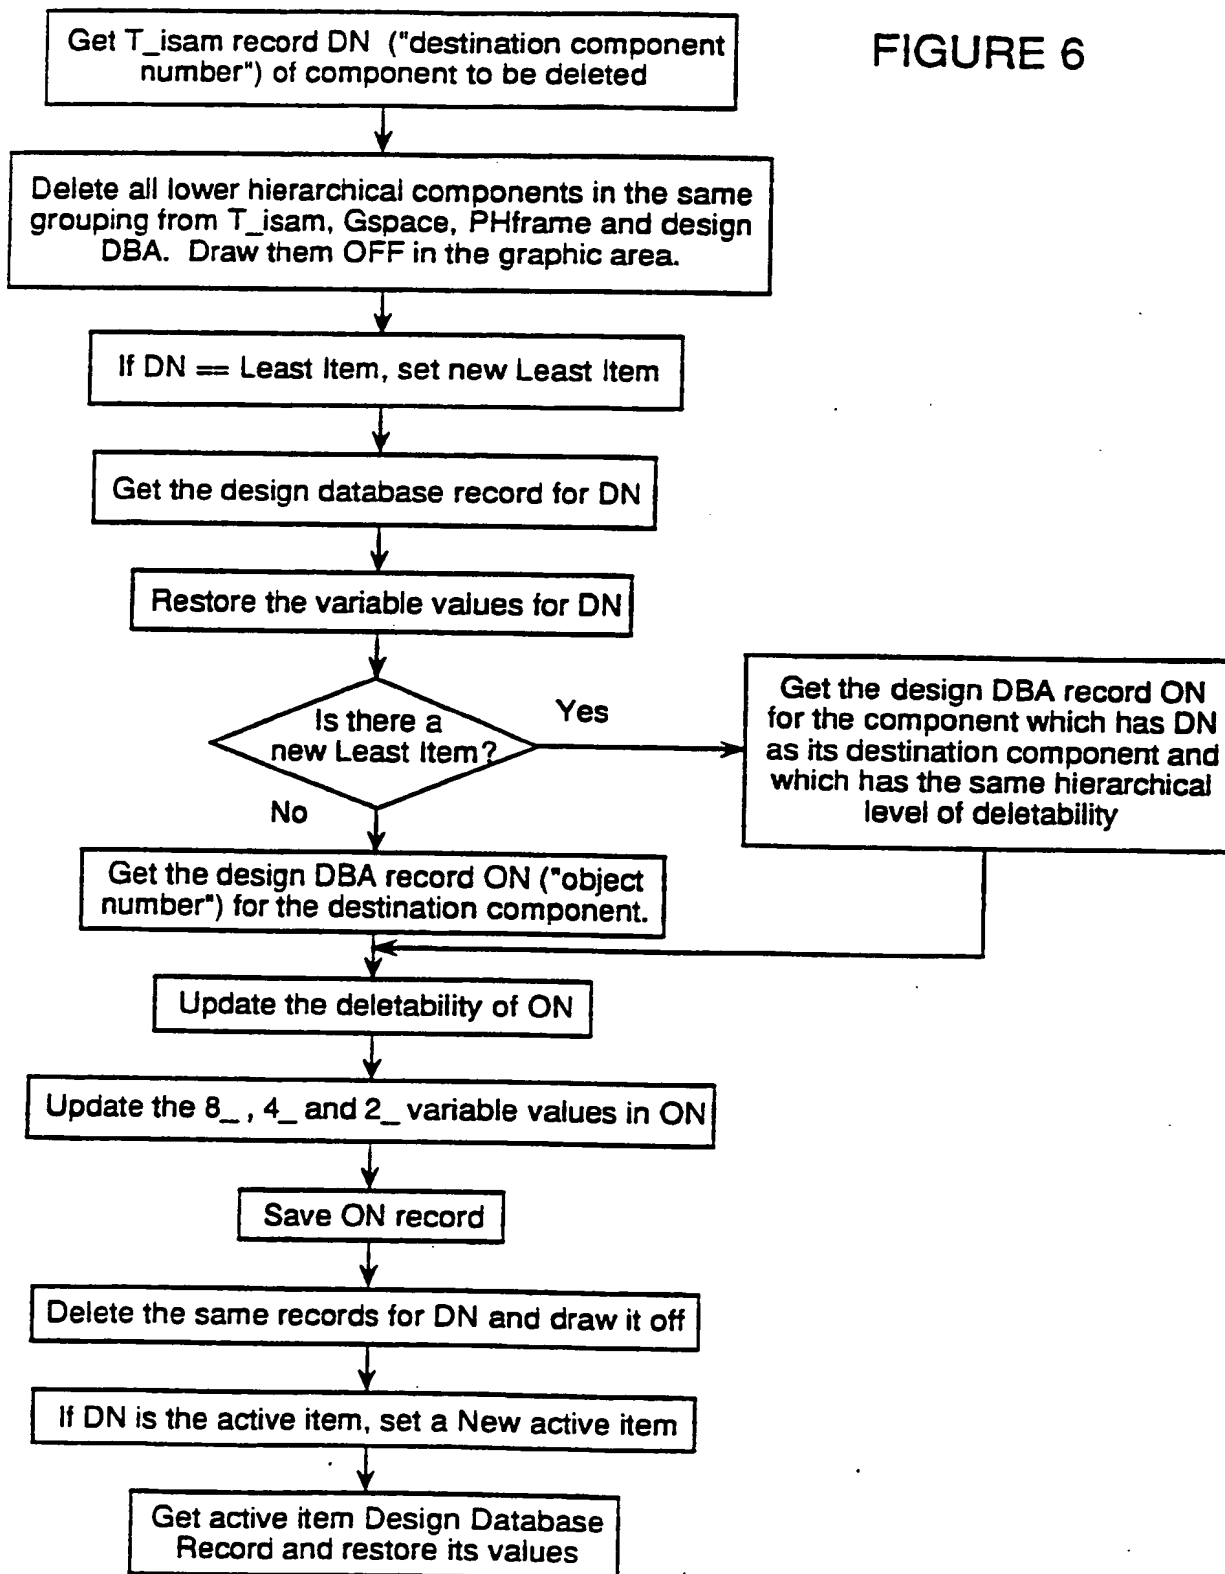 FIGURE 6
Get T_isam record DN ("destination component
number") of component to be deleted
Delete all lower hierarchical components in the same
grouping from T_isam, Gspace, PHframe and design
DBA. Draw them OFF in the graphic area.
If DN == Least Item, set new Least Item
Get the design database record for DN
Restore the variable values for DN
Is there a
new Least Item?
Yes
Get the design DBA record ON
for the component which has DN
as its destination component and
which has the same hierarchical
level of deletability
No
Get the design DBA record ON ("object
number") for the destination component.
Update the deletability of ON
Update the 8_ , 4_ and 2_ variable values in ON
Save ON record
Delete the same records for DN and draw it off
If DN is the active item, set a New active item
Get active item Design Database
Record and restore its values